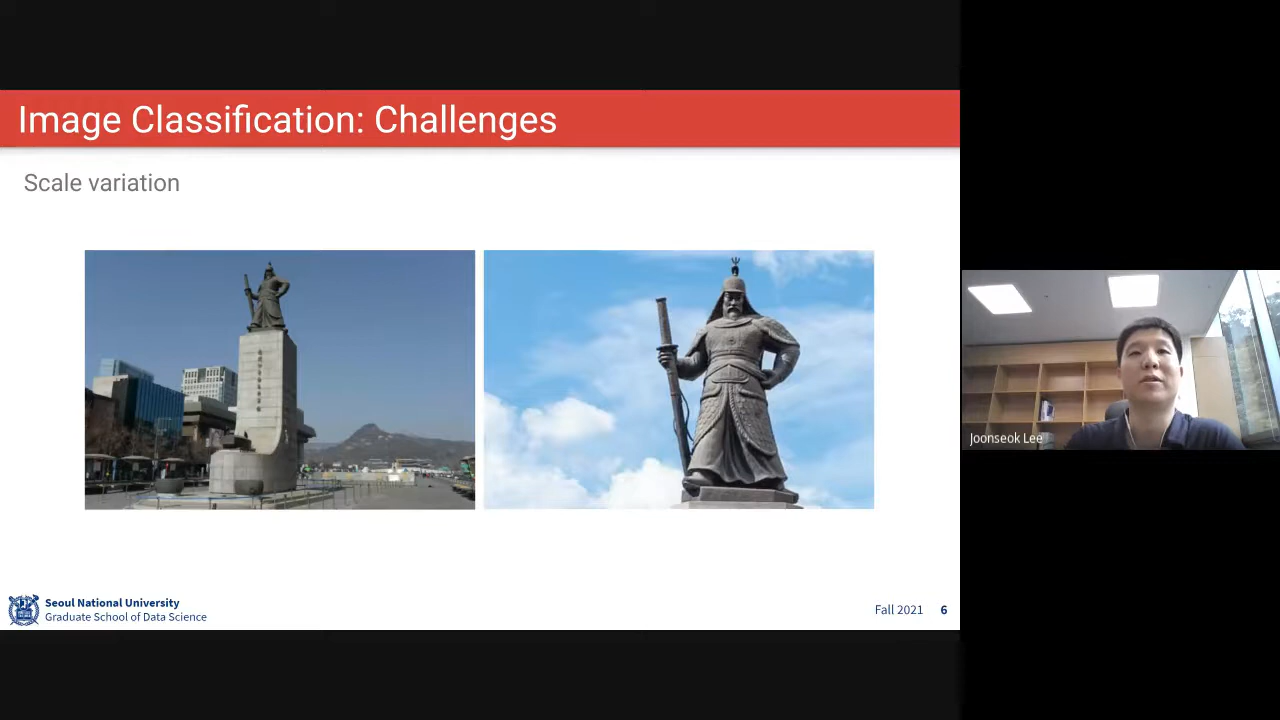 Image Classification: Challenges
Scale variation
Joonseok Lee
Seoul National University
Graduate School of Data Science
Fall 2021 6